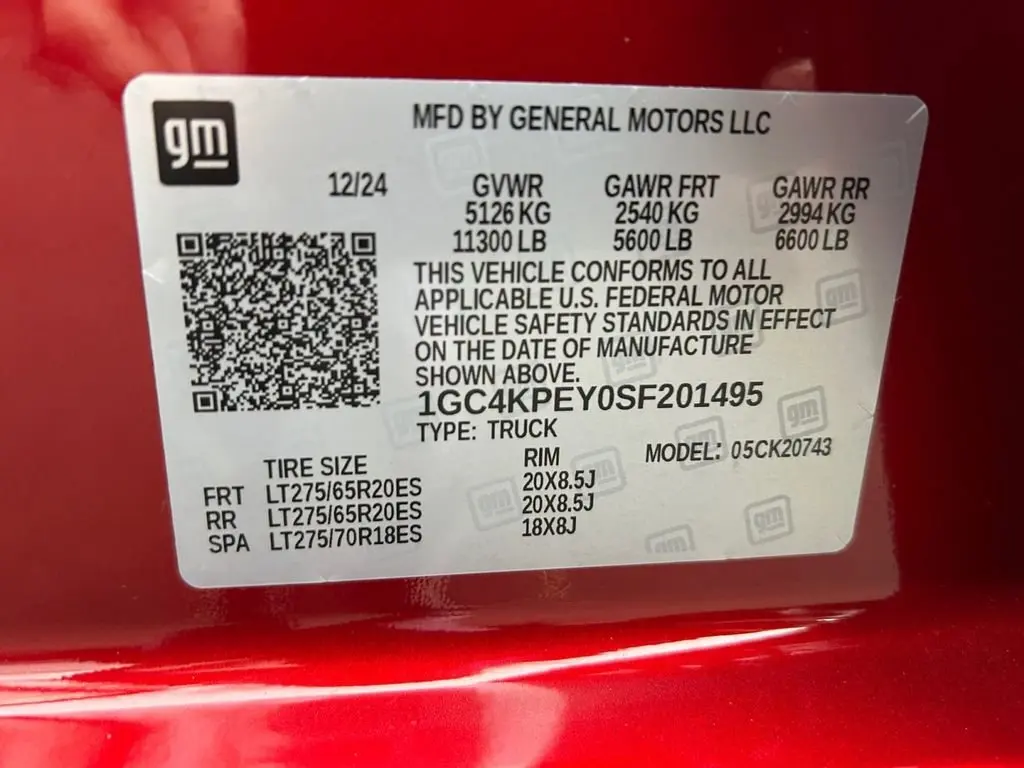 gm
MFD BY GENERAL MOTORS LLC
12/24 GVWR GAWR FRT GAWR RR
5126 KG 2540 KG 2994 KG
11300 LB 5600 LB 6600 LB
THIS VEHICLE CONFORMS TO ALL
APPLICABLE U.S. FEDERAL MOTOR
VEHICLE SAFETY STANDARDS IN EFFECT
ON THE DATE OF MANUFACTURE
SHOWN ABOVE.
1GC4KPEY0SF201495
TYPE: TRUCK
MODEL: 05CK20743
TIRE SIZE RIM
FRT LT275/65R20ES 20X8.5J
RR LT275/65R20ES 20X8.5J
SPA LT275/70R18ES 18X8J